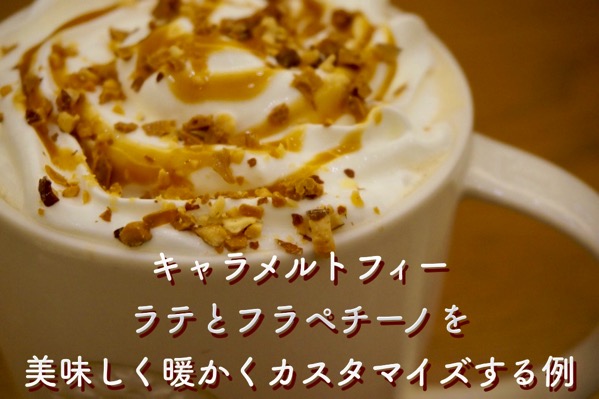 キャラメルトフィー
ラテとフラペチーノを
美味しく暖かくカスタマイズする例